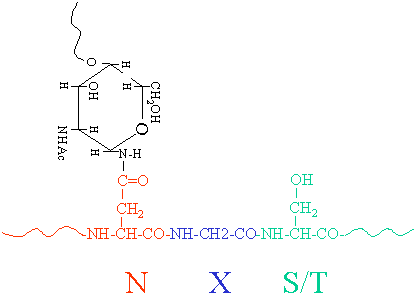 O H
H OH H CH₂OH
NHAc H H O
N-H
C=O
OH
CH₂ CH₂
NH-CH-CO-NH-CH2-CO-NH-CH-CO
N X S/T